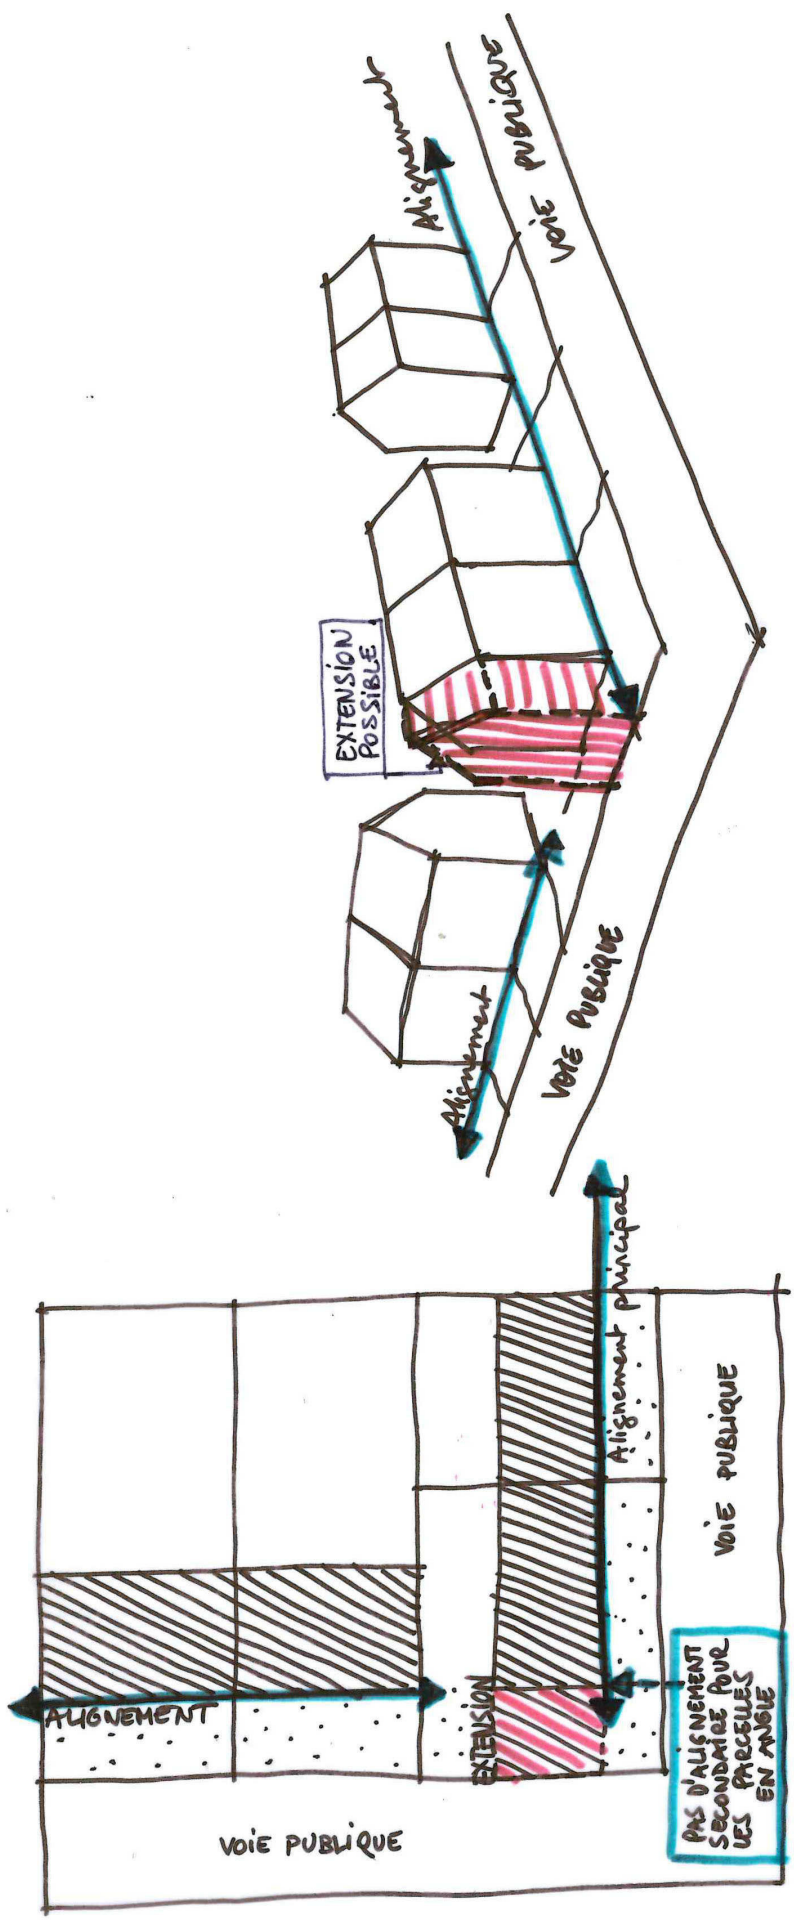 ALIGNEMENT
VOiE PUBLiQUE
EXTENSION
Alignement principal
VOiE PUBLIQUE
PAS D'ALIGNEMENT
SECONDAIRE POUR
LES PARCELLES
EN ANGLE
EXTENSION
POSSIBLE
Alignement
VOiE PUBLIQUE
Alignement
VOiE PUBLIQUE